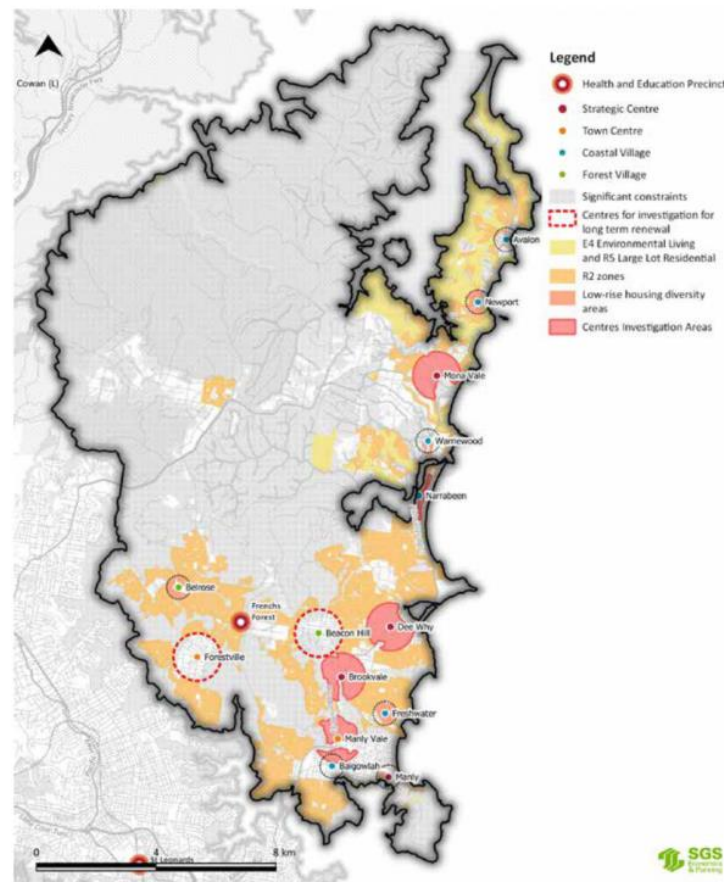 Cowan (L)
Legend
Health and Education Precinct
Strategic Centre
Town Centre
Coastal Village
Forest Village
Significant constraints
Centres for investigation for
long term renewal
E4 Environmental Living
and R5 Large Lot Residential
R2 zones
Low-rise housing diversity
areas
Centres Investigation Areas
Avalon
Newport
Mona Vale
Warriewood
Narrabeen
Belrose
Frenchs
Forest
Beacon Hill
Dee Why
Forestville
Brookvale
Freshwater
Manly Vale
Balgowlah
Manly
0 4 8 km
St Leonards
SGS
Economics
& Planning